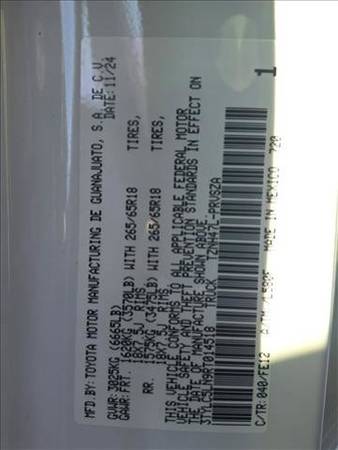 MFD.BY: TOYOTA MOTOR MANUFACTURING DE GUANAJUATO, S.A. DE C.V.
DATE: 11/24
GVWR: 3025KG (6665LB)
GAWR: FRT. (3570LB) WITH 265/65R18 TIRES,
18X7.5J RIMS
RR. 1575KG (3475LB) WITH 265/65R18 TIRES,
18X7.5J RIMS
THIS VEHICLE CONFORMS TO ALL APPLICABLE FEDERAL MOTOR
VEHICLE SAFETY AND THEFT PREVENTION STANDARDS IN EFFECT ON
THE DATE OF MANUFACTURE SHOWN ABOVE.
TRUCK
C/TR: 040/FE12 MADE IN MEXICO 720
1